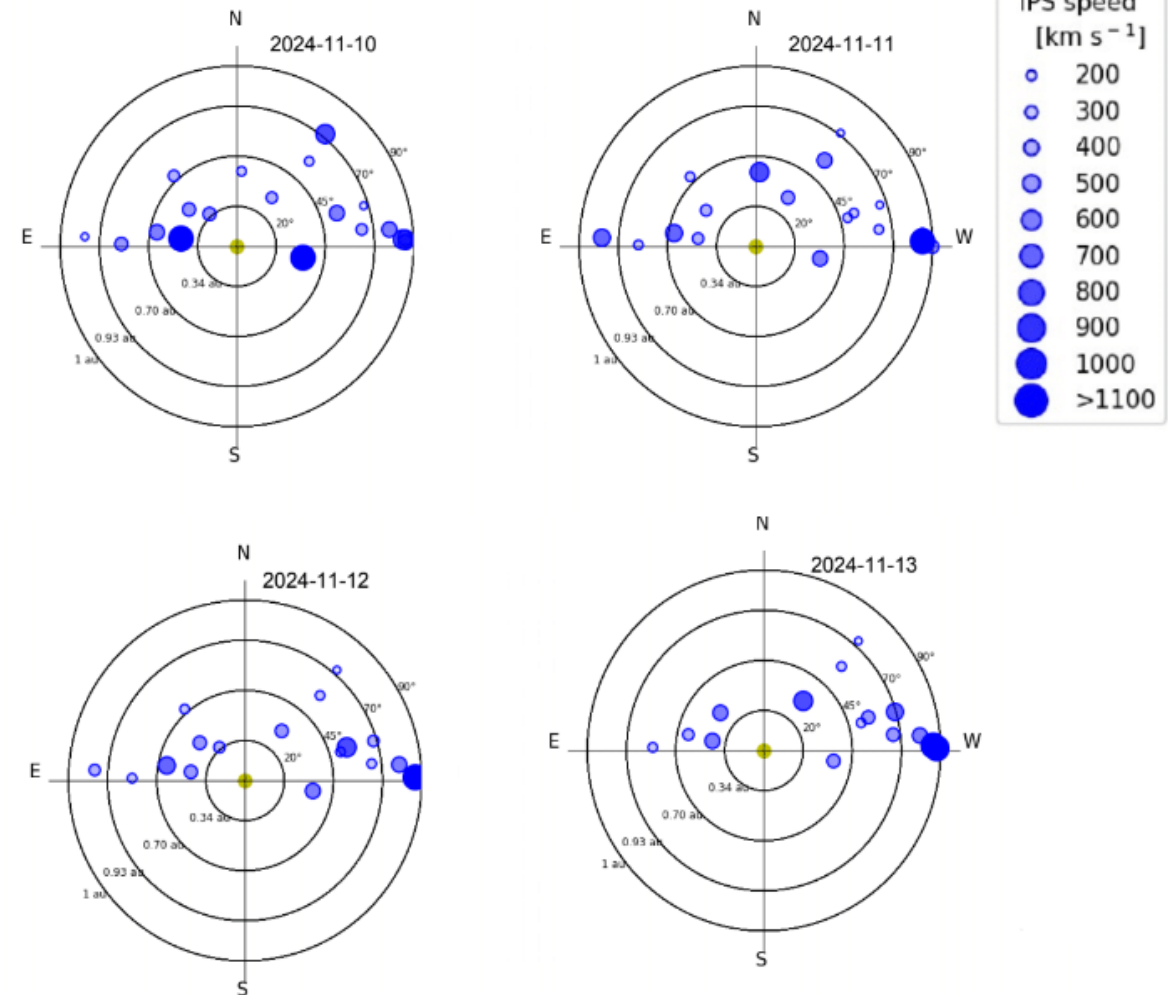 N
2024-11-10
90°
70°
45°
20°
E
0.34 au
0.70 au
0.93 au
1 au
S
N
2024-11-11
90°
70°
45°
20°
E
W
0.34 au
0.70 au
0.93 au
1 au
S
IPS speed
[km s⁻¹]
200
300
400
500
600
700
800
900
1000
>1100
N
2024-11-12
90°
70°
45°
20°
E
0.34 au
0.70 au
0.93 au
1 au
S
N
2024-11-13
90°
70°
45°
20°
E
W
0.34 au
0.70 au
0.93 au
1 au
S